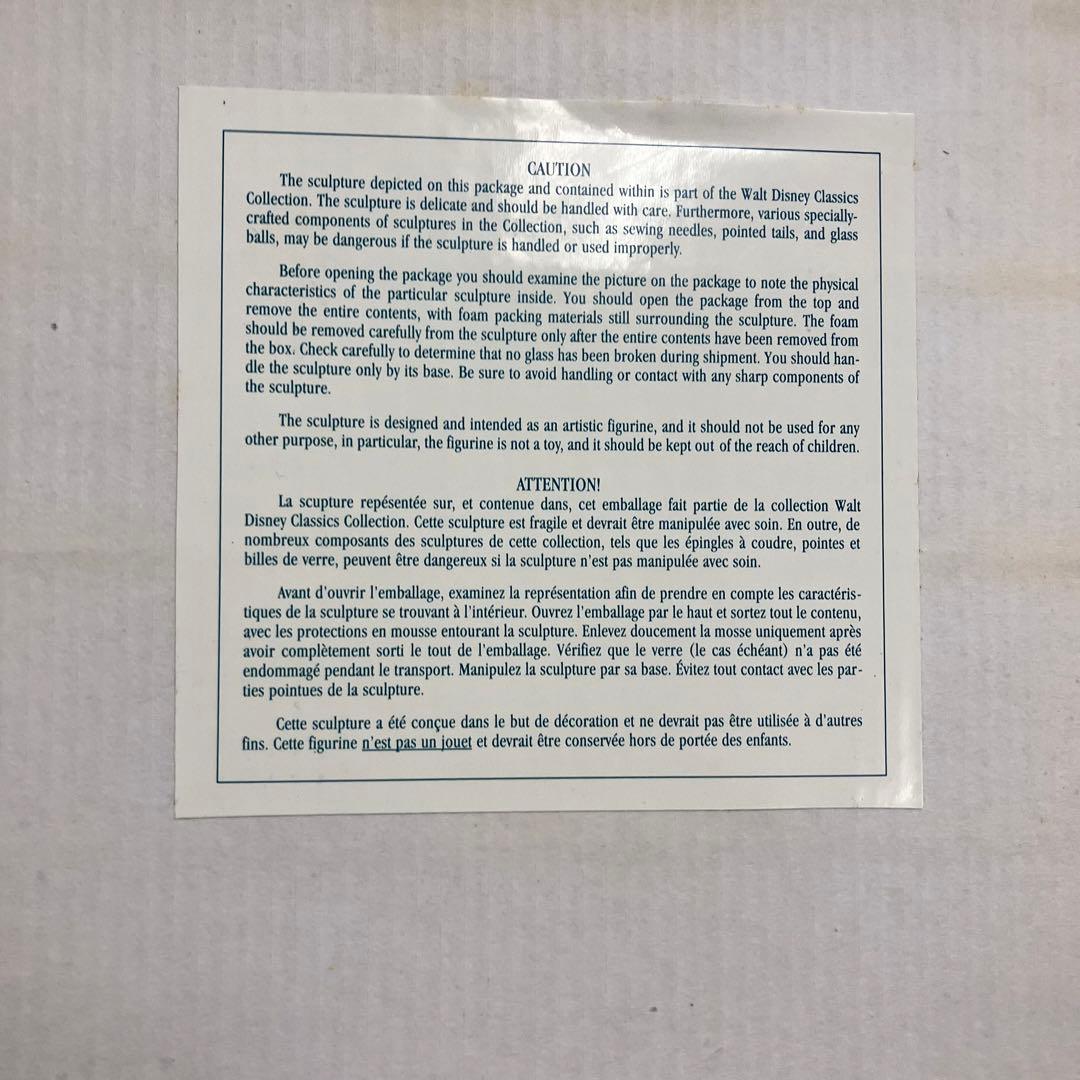 CAUTION
The sculpture depicted on this package and contained within is part of the Walt Disney Classics
Collection. The sculpture is delicate and should be handled with care. Furthermore, various specially-
crafted components of sculptures in the Collection, such as sewing needles, pointed tails, and glass
balls, may be dangerous if the sculpture is handled or used improperly.
Before opening the package you should examine the picture on the package to note the physical
characteristics of the particular sculpture inside. You should open the package from the top and
remove the entire contents, with foam packing materials still surrounding the sculpture. The foam
should be removed carefully from the sculpture only after the entire contents have been removed from
the box. Check carefully to determine that no glass has been broken during shipment. You should han-
dle the sculpture only by its base. Be sure to avoid handling or contact with any sharp components of
the sculpture.
The sculpture is designed and intended as an artistic figurine, and it should not be used for any
other purpose, in particular, the figurine is not a toy, and it should be kept out of the reach of children.
ATTENTION!
La scupture repésentée sur, et contenue dans, cet emballage fait partie de la collection Walt
Disney Classics Collection. Cette sculpture est fragile et devrait être manipulée avec soin. En outre, de
nombreux composants des sculptures de cette collection, tels que les épingles à coudre, pointes et
billes de verre, peuvent être dangereux si la sculpture n'est pas manipulée avec soin.
Avant d'ouvrir l'emballage, examinez la représentation afin de prendre en compte les caractéris-
tiques de la sculpture se trouvant à l'intérieur. Ouvrez l'emballage par le haut et sortez tout le contenu,
avec les protections en mousse entourant la sculpture. Enlevez doucement la mosse uniquement après
avoir complètement sorti le tout de l'emballage. Vérifiez que le verre (le cas échéant) n'a pas été
endommagé pendant le transport. Manipulez la sculpture par sa base. Évitez tout contact avec les par-
ties pointues de la sculpture.
Cette sculpture a été conçue dans le but de décoration et ne devrait pas être utilisée à d'autres
fins. Cette figurine n'est pas un jouet et devrait être conservée hors de portée des enfants.